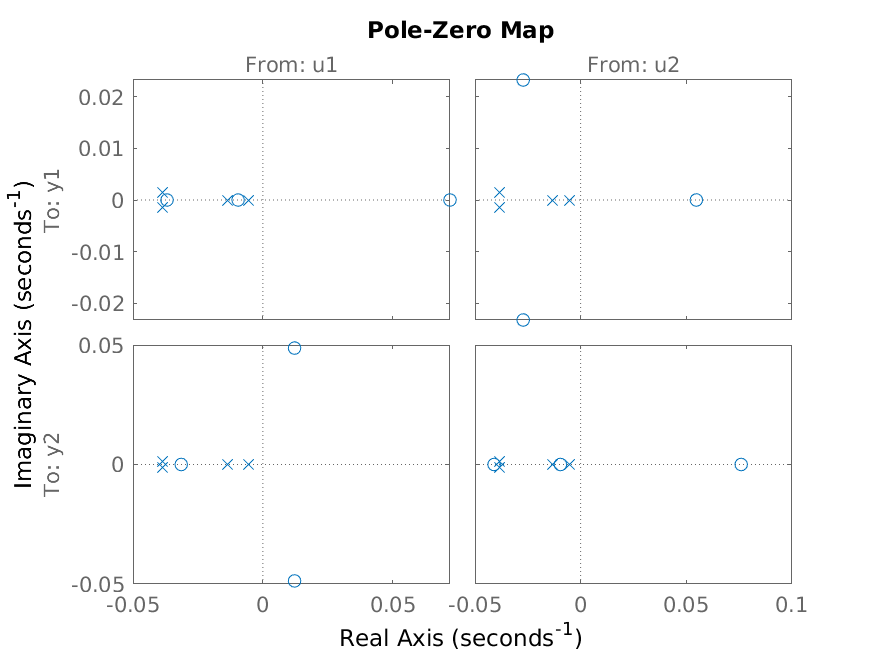 Pole-Zero Map
From: u1
From: u2
0.02
0.01
0
-0.01
-0.02
To: y1
0.05
0
-0.05
To: y2
Imaginary Axis (seconds⁻¹)
-0.05
0
0.05
-0.05
0
0.05
0.1
Real Axis (seconds⁻¹)